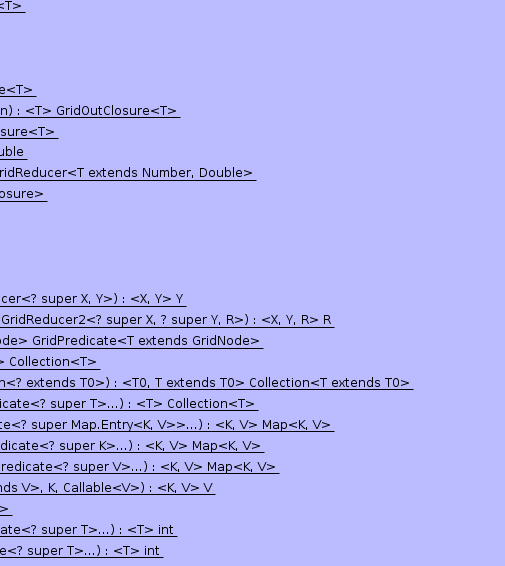 <T>
e<T>
n) : <T> GridOutClosure<T>
sure<T>
uble
ridReducer<T extends Number, Double>
osure>
cer<? super X, Y>) : <X, Y> Y
GridReducer2<? super X, ? super Y, R>) : <X, Y, R> R
ode> GridPredicate<T extends GridNode>
> Collection<T>
n<? extends T0>) : <T0, T extends T0> Collection<T extends T0>
icate<? super T>...) : <T> Collection<T>
te<? super Map.Entry<K, V>>...) : <K, V> Map<K, V>
dicate<? super K>...) : <K, V> Map<K, V>
redicate<? super V>...) : <K, V> Map<K, V>
nds V>, K, Callable<V>) : <K, V> V
>
ate<? super T>...) : <T> int
e<? super T>...) : <T> int